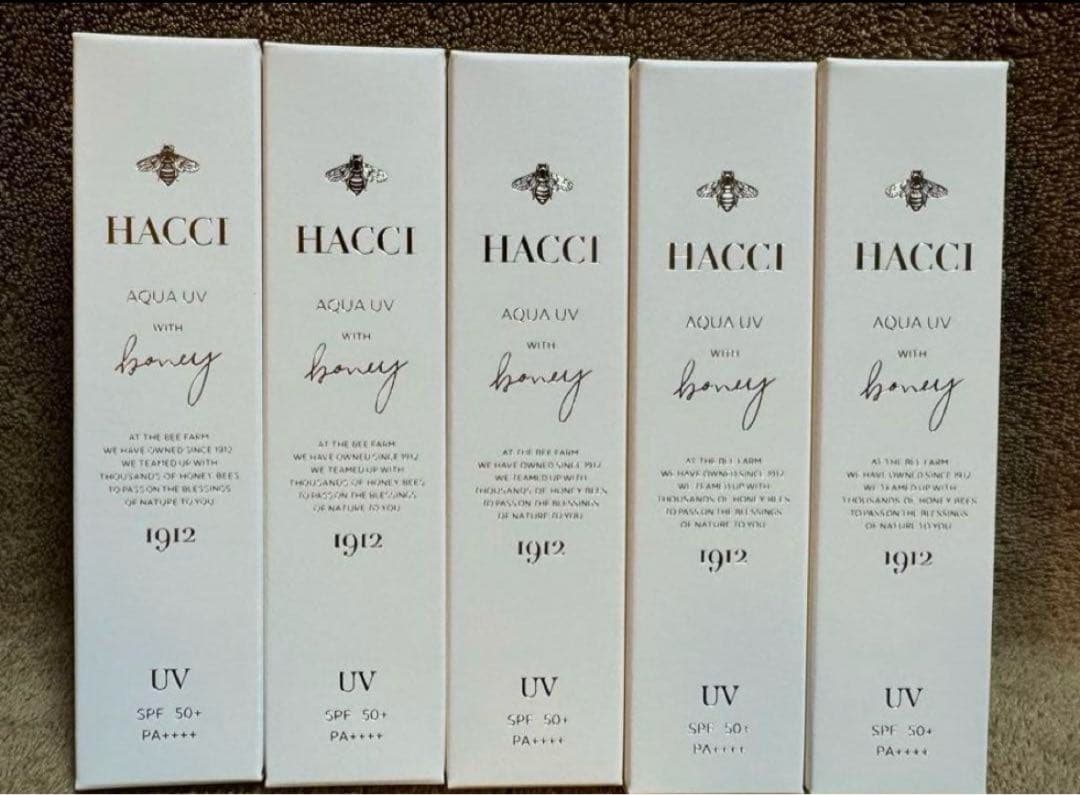 HACCI
AQUA UV
WITH
honey
AT THE BEE FARM
WE HAVE OWNED SINCE 1912
WE TEAMED UP WITH
THOUSANDS OF HONEY BEES
TO PASS ON THE BLESSINGS
OF NATURE TO YOU
1912
UV
SPF 50+
PA++++
HACCI
AQUA UV
WITH
honey
AT THE BEE FARM
WE HAVE OWNED SINCE 1912
WE TEAMED UP WITH
THOUSANDS OF HONEY BEES
TO PASS ON THE BLESSINGS
OF NATURE TO YOU
1912
UV
SPF 50+
PA++++
HACCI
AQUA UV
WITH
honey
AT THE BEE FARM
WE HAVE OWNED SINCE 1912
WE TEAMED UP WITH
THOUSANDS OF HONEY BEES
TO PASS ON THE BLESSINGS
OF NATURE TO YOU
1912
UV
SPF 50+
PA++++
HACCI
AQUA UV
WITH
honey
AT THE BEE FARM
WE HAVE OWNED SINCE 1912
WE TEAMED UP WITH
THOUSANDS OF HONEY BEES
TO PASS ON THE BLESSINGS
OF NATURE TO YOU
1912
UV
SPF 50+
PA++++
HACCI
AQUA UV
WITH
honey
AT THE BEE FARM
WE HAVE OWNED SINCE 1912
WE TEAMED UP WITH
THOUSANDS OF HONEY BEES
TO PASS ON THE BLESSINGS
OF NATURE TO YOU
1912
UV
SPF 50+
PA++++